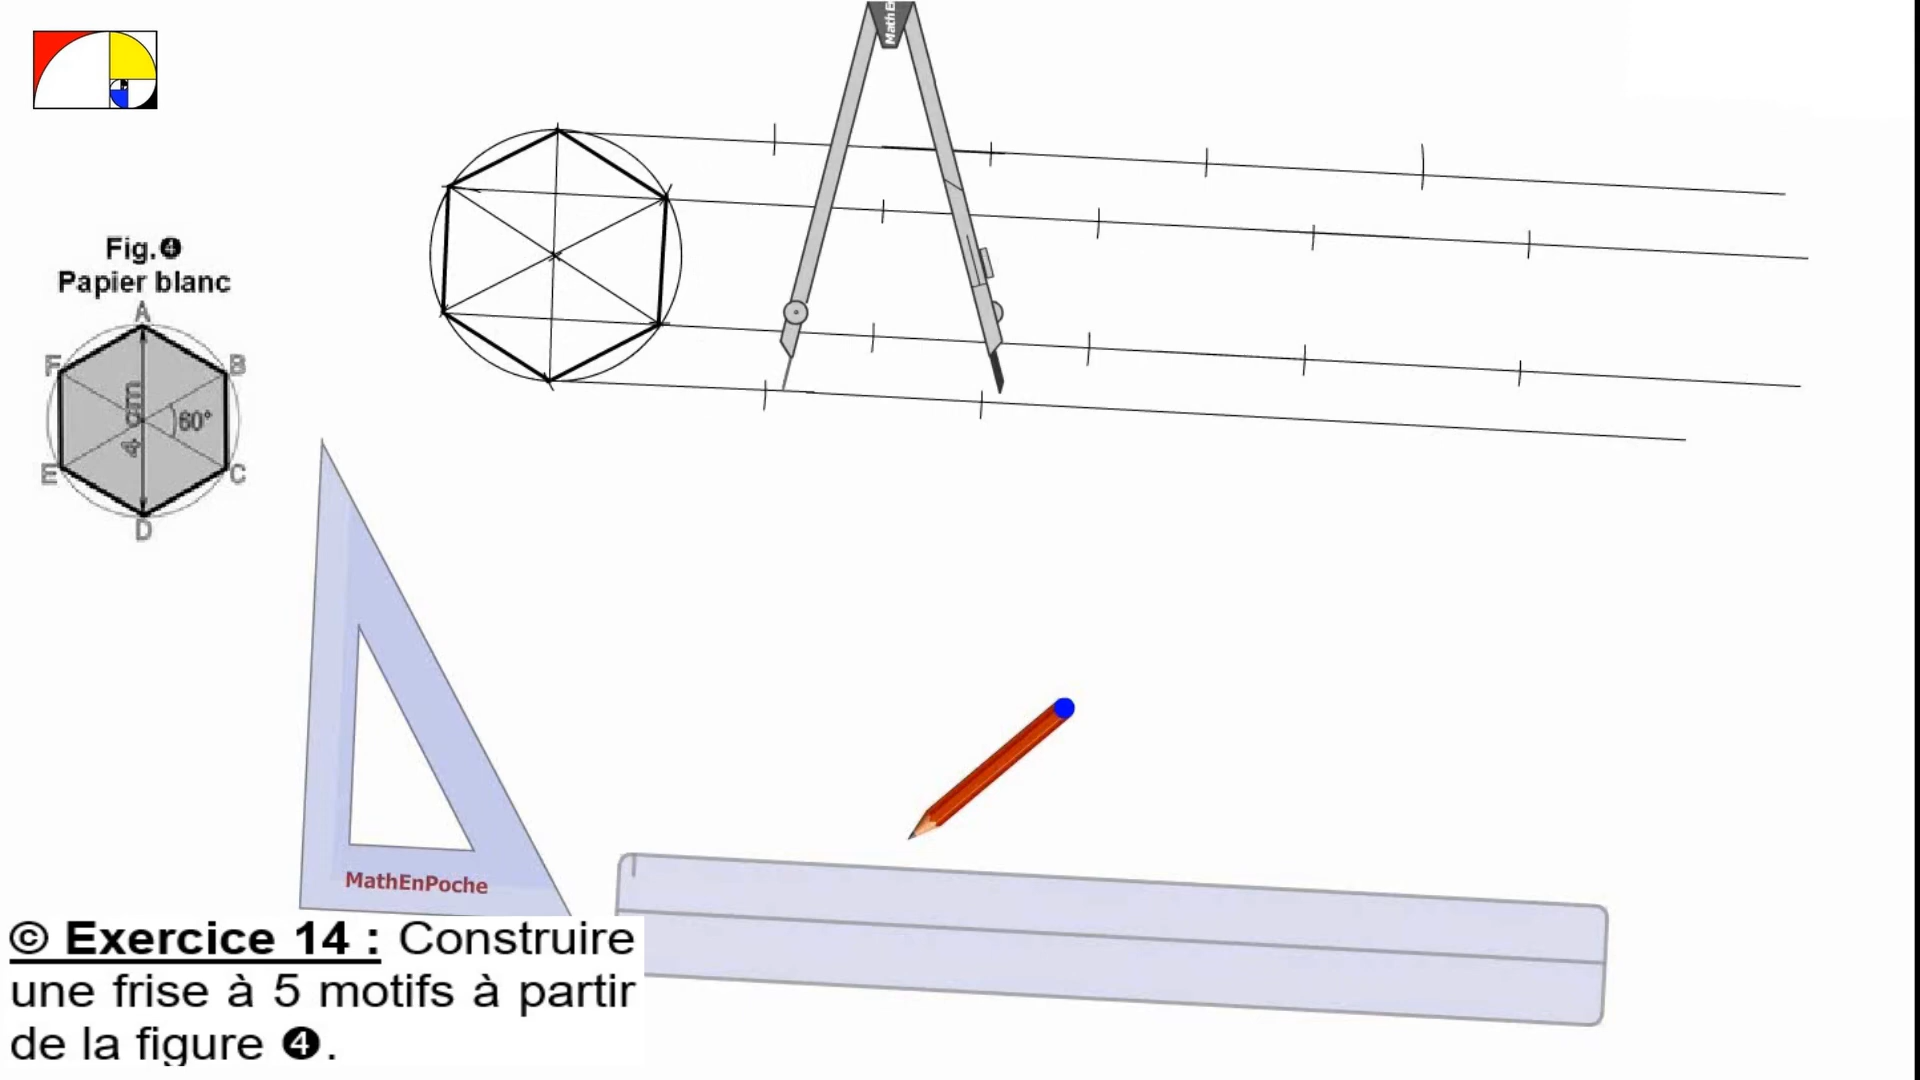 MathE
Fig.❹
Papier blanc
A
F
B
4 cm
60°
E
C
D
MathEnPoche
© Exercice 14 : Construire
une frise à 5 motifs à partir
de la figure ❹.